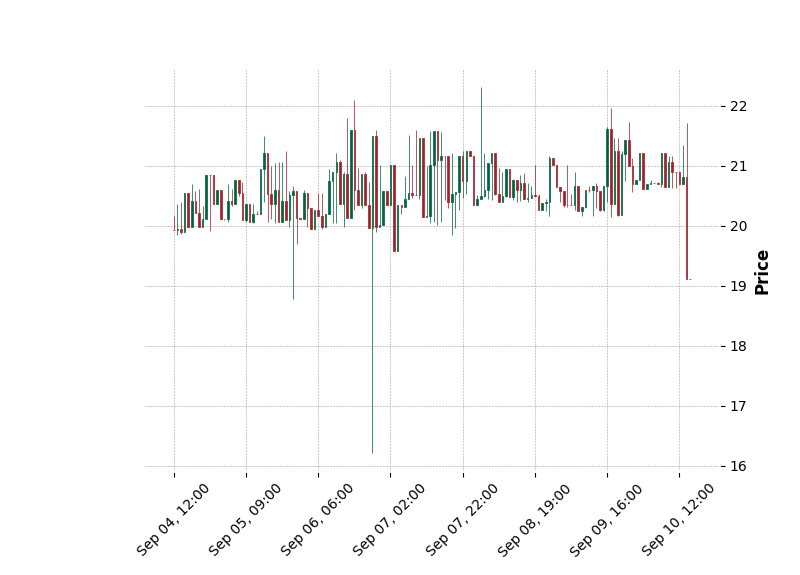 22
21
20
19
18
17
16
Price
Sep 04, 12:00
Sep 05, 09:00
Sep 06, 06:00
Sep 07, 02:00
Sep 07, 22:00
Sep 08, 19:00
Sep 09, 16:00
Sep 10, 12:00